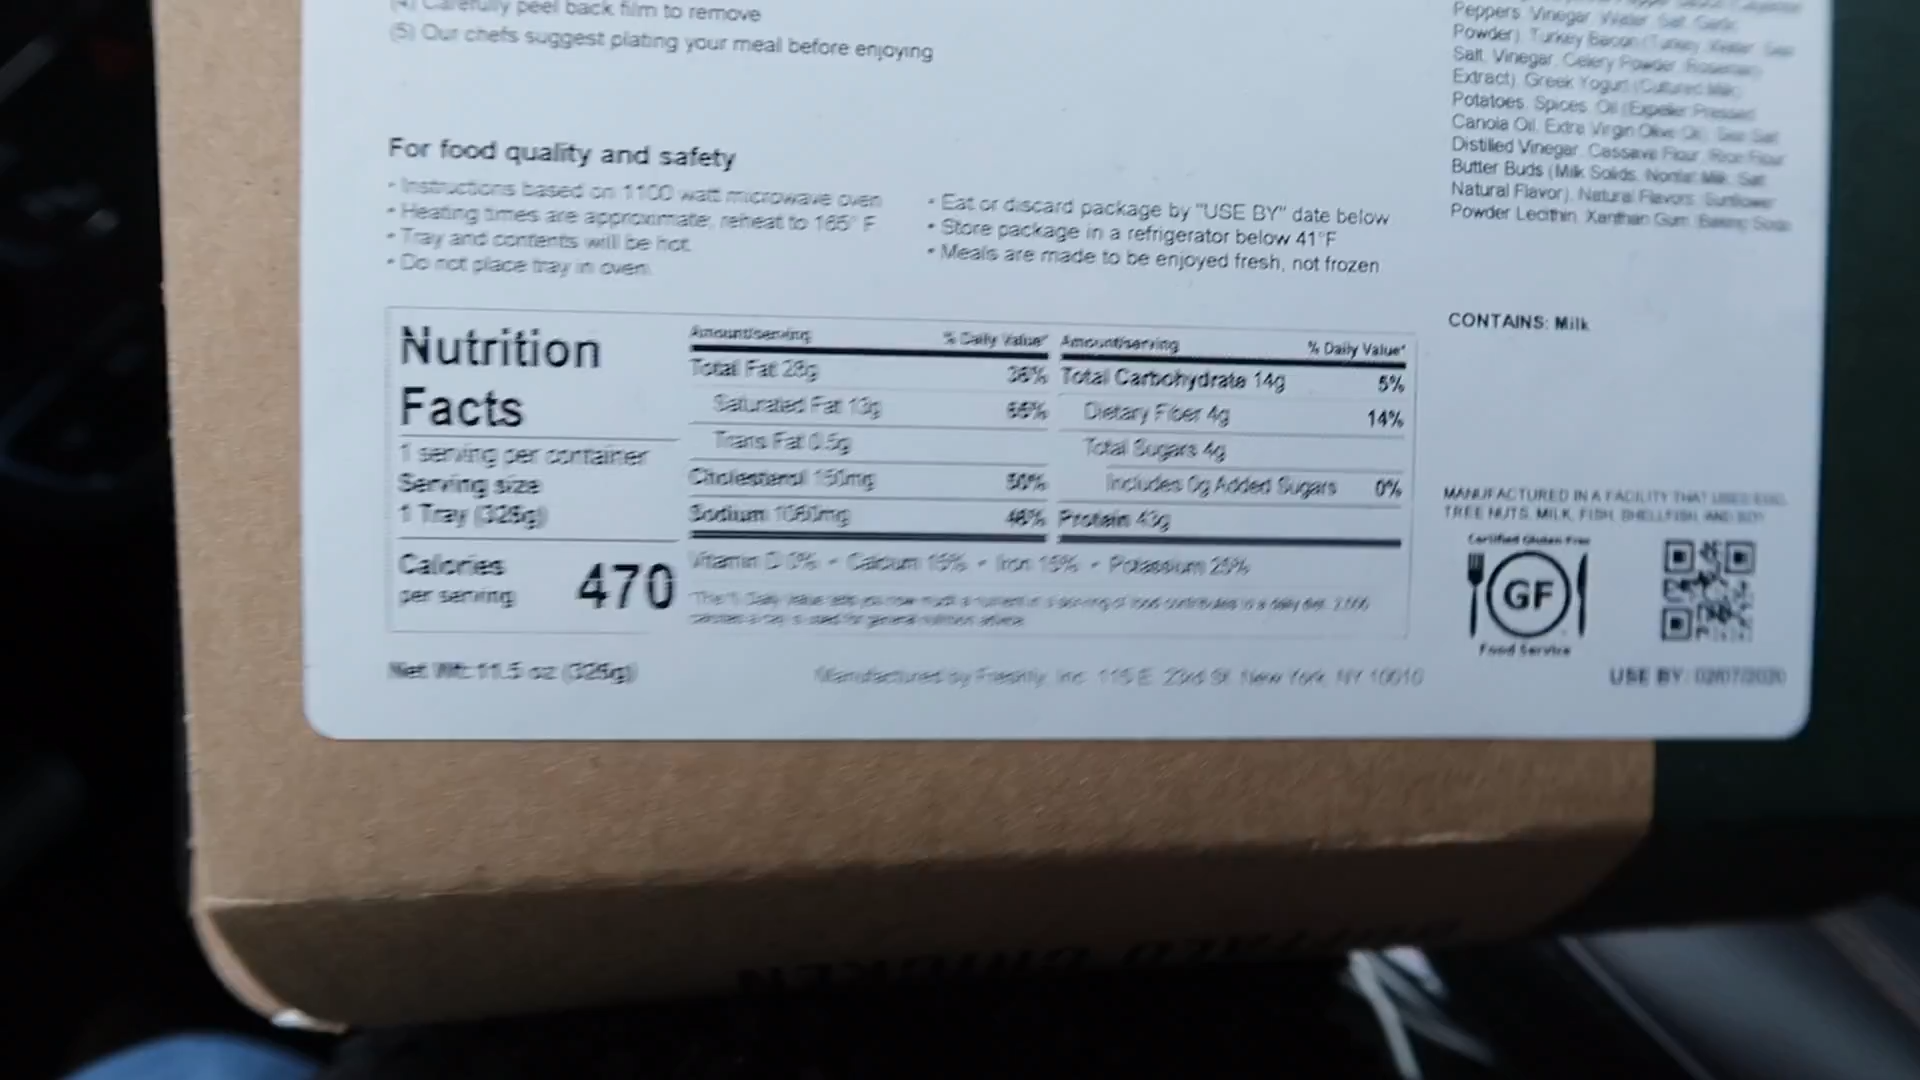 (4) Carefully peel back film to remove
(5) Our chefs suggest plating your meal before enjoying
For food quality and safety
• Instructions based on 1100 watt microwave oven
• Heating times are approximate; reheat to 165° F
• Tray and contents will be hot
• Do not place tray in oven
• Eat or discard package by "USE BY" date below
• Store package in a refrigerator below 41°F
• Meals are made to be enjoyed fresh, not frozen
Nutrition
Facts
1 serving per container
Serving size
1 Tray (326g)
Calories
per serving 470
Amount/serving % Daily Value*
Total Fat 28g 36%
Saturated Fat 13g 65%
Trans Fat 0.5g
Cholesterol 150mg 50%
Sodium 46%
Amount/serving % Daily Value*
Total Carbohydrate 14g 5%
Dietary Fiber 4g 14%
Total Sugars 4g
Includes 0g Added Sugars 0%
Protein 43g
Vitamin D 0% • Calcium 15% • Iron 15% • Potassium 25%
Net Wt: 11.5 oz
Manufactured by Freshly, Inc. 115 E. 23rd St. New York, NY 10010
Peppers, Vinegar, Water, Salt, Garlic
Powder), Turkey Bacon (Turkey, Water, Sea
Salt, Vinegar, Celery Powder, Rosemary
Extract), Greek Yogurt (Cultured Milk),
Potatoes, Spices, Oil (Expeller Pressed
Canola Oil, Extra Virgin Olive Oil), Sea Salt,
Distilled Vinegar, Cassava Flour, Rice Flour,
Butter Buds (Milk Solids, Nonfat Milk, Salt,
Natural Flavor), Natural Flavors, Sunflower
Powder Lecithin, Xanthan Gum, Baking Soda
CONTAINS: Milk
MANUFACTURED IN A FACILITY THAT USES EGG,
TREE NUTS, MILK, FISH, SHELLFISH, AND SOY
Certified Gluten Free
GF
Food Service
USE BY: 02/07/2020
CHICKEN